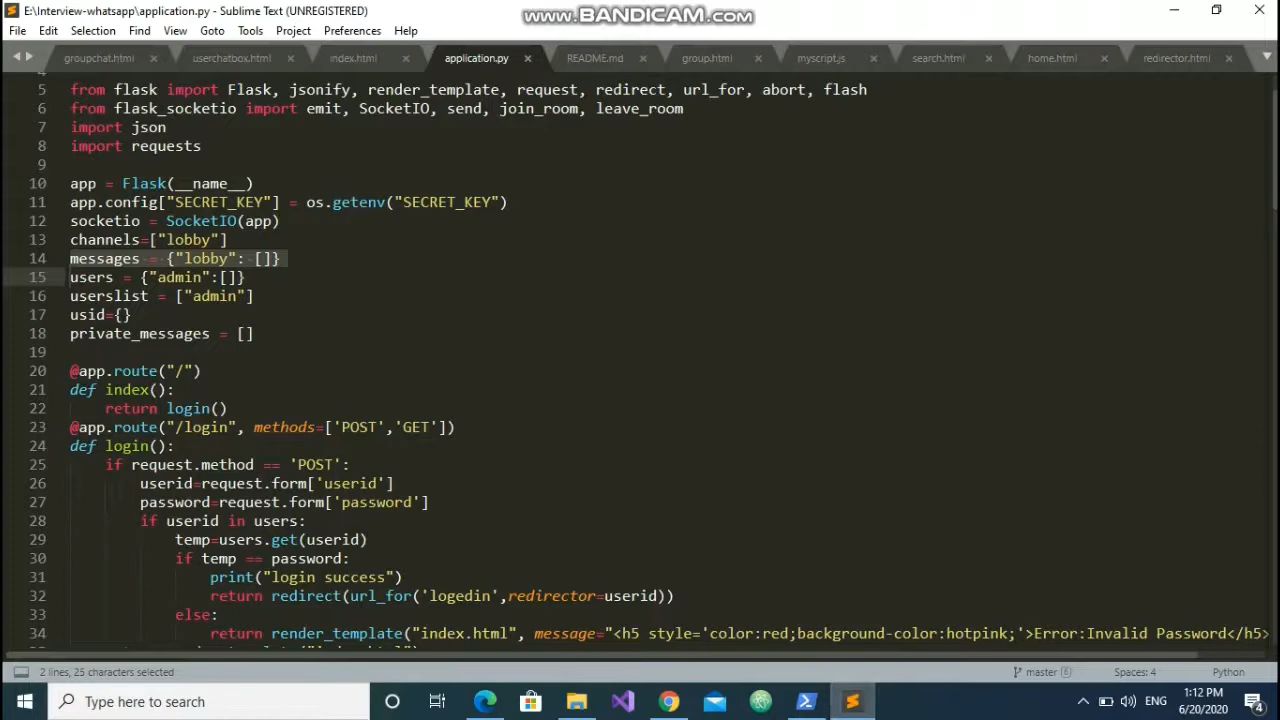 E:\Interview-whatsapp\application.py - Sublime Text (UNREGISTERED)
www.BANDICAM.com
File Edit Selection Find View Goto Tools Project Preferences Help
groupchat.html userchatbox.html index.html application.py README.md group.html myscript.js search.html home.html redirector.html
5 from flask import Flask, jsonify, render_template, request, redirect, url_for, abort, flash
6 from flask_socketio import emit, SocketIO, send, join_room, leave_room
7 import json
8 import requests
9
10 app = Flask(__name__)
11 app.config["SECRET_KEY"] = os.getenv("SECRET_KEY")
12 socketio = SocketIO(app)
13 channels=["lobby"]
14 messages = {"lobby": []}
15 users = {"admin":[]}
16 userslist = ["admin"]
17 usid={}
18 private_messages = []
19
20 @app.route("/")
21 def index():
22 return login()
23 @app.route("/login", methods=['POST','GET'])
24 def login():
25 if request.method == 'POST':
26 userid=request.form['userid']
27 password=request.form['password']
28 if userid in users:
29 temp=users.get(userid)
30 if temp == password:
31 print("login success")
32 return redirect(url_for('logedin',redirector=userid))
33 else:
34 return render_template("index.html", message="<h5 style='color:red;background-color:hotpink;'>Error:Invalid Password</h5>
2 lines, 25 characters selected master 6 Spaces: 4 Python
Type here to search ENG 1:12 PM 6/20/2020 4